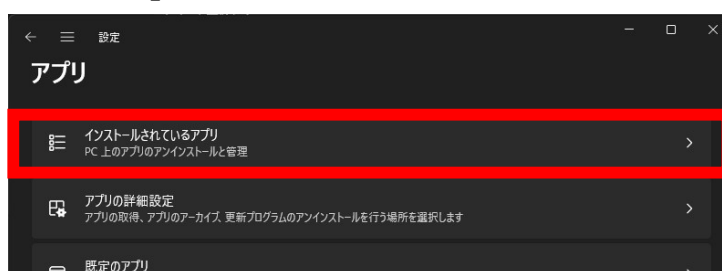 設定
アプリ
インストールされているアプリ
PC 上のアプリのアンインストールと管理
アプリの詳細設定
アプリの取得、アプリのアーカイブ、更新プログラムのアンインストールを行う場所を選択します
既定のアプリ